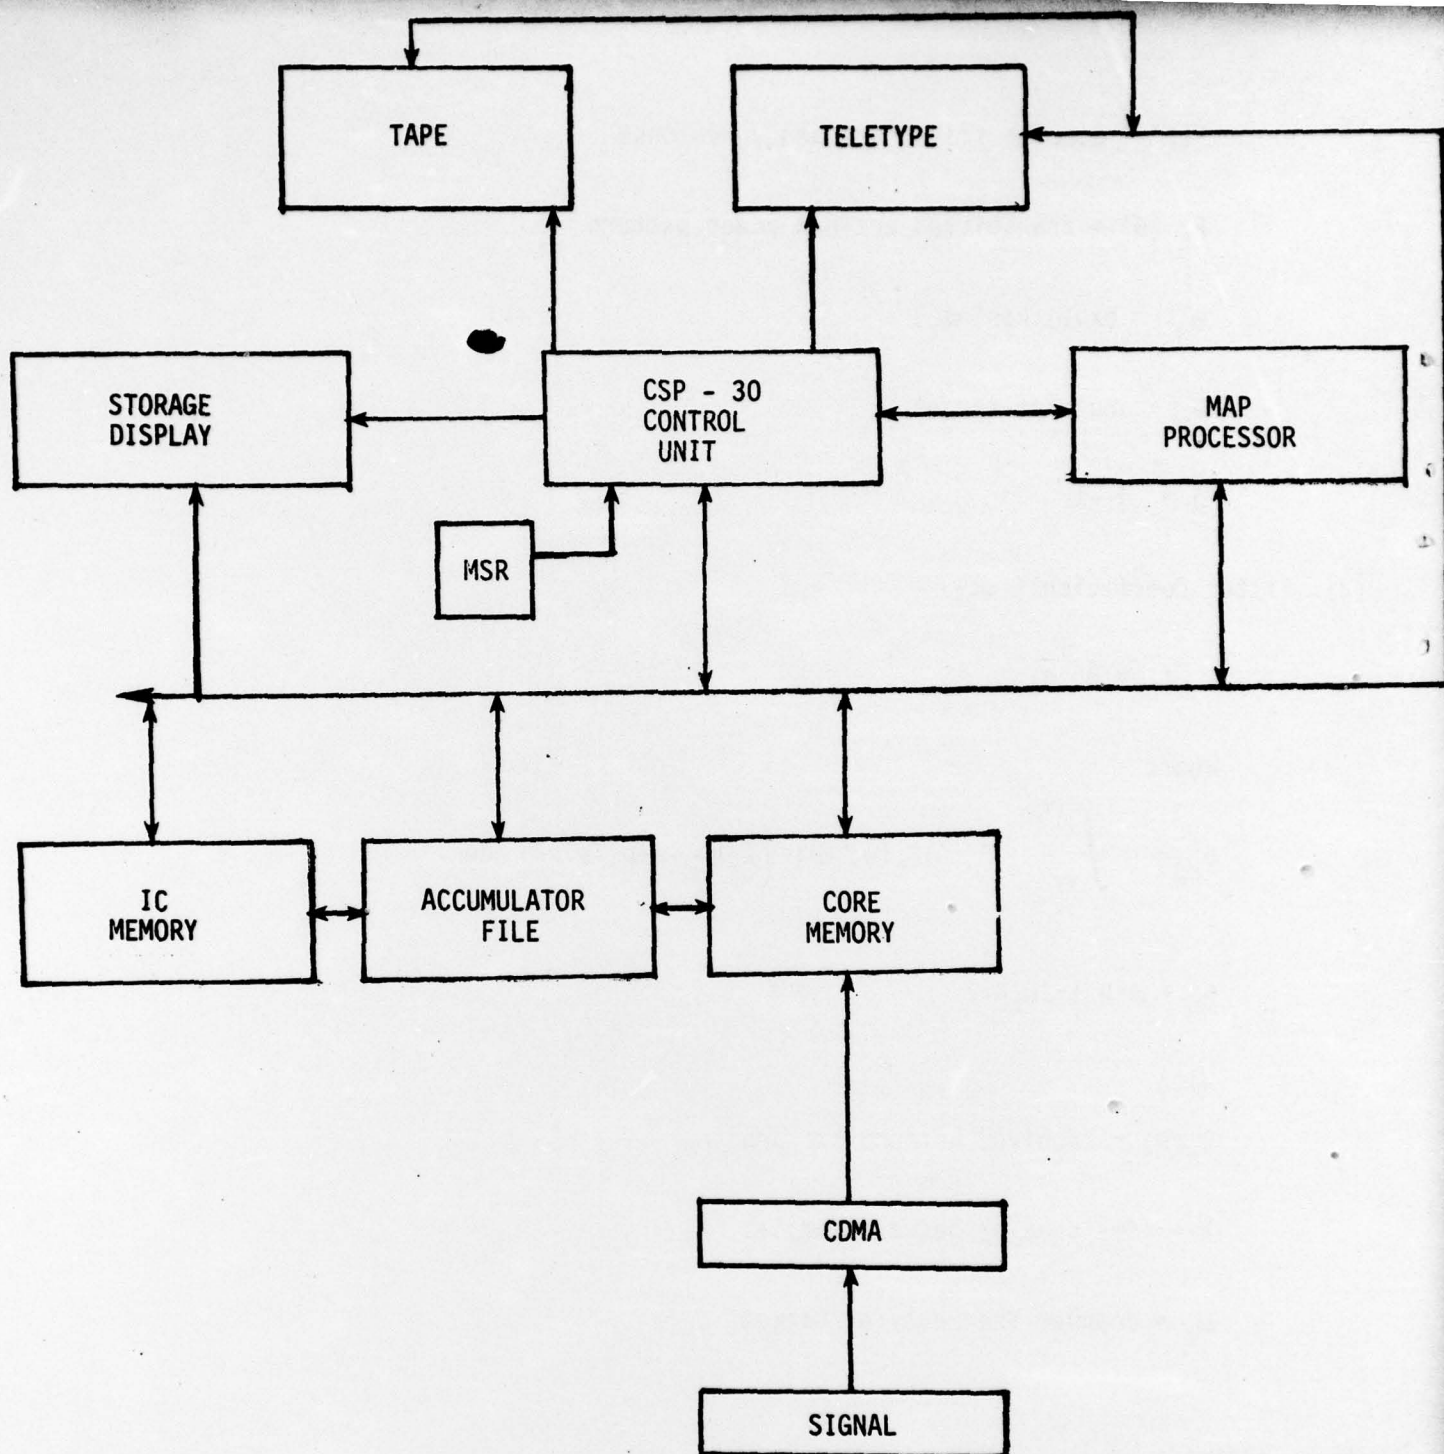 TAPE
TELETYPE
STORAGE
DISPLAY
CSP - 30
CONTROL
UNIT
MAP
PROCESSOR
MSR
IC
MEMORY
ACCUMULATOR
FILE
CORE
MEMORY
CDMA
SIGNAL